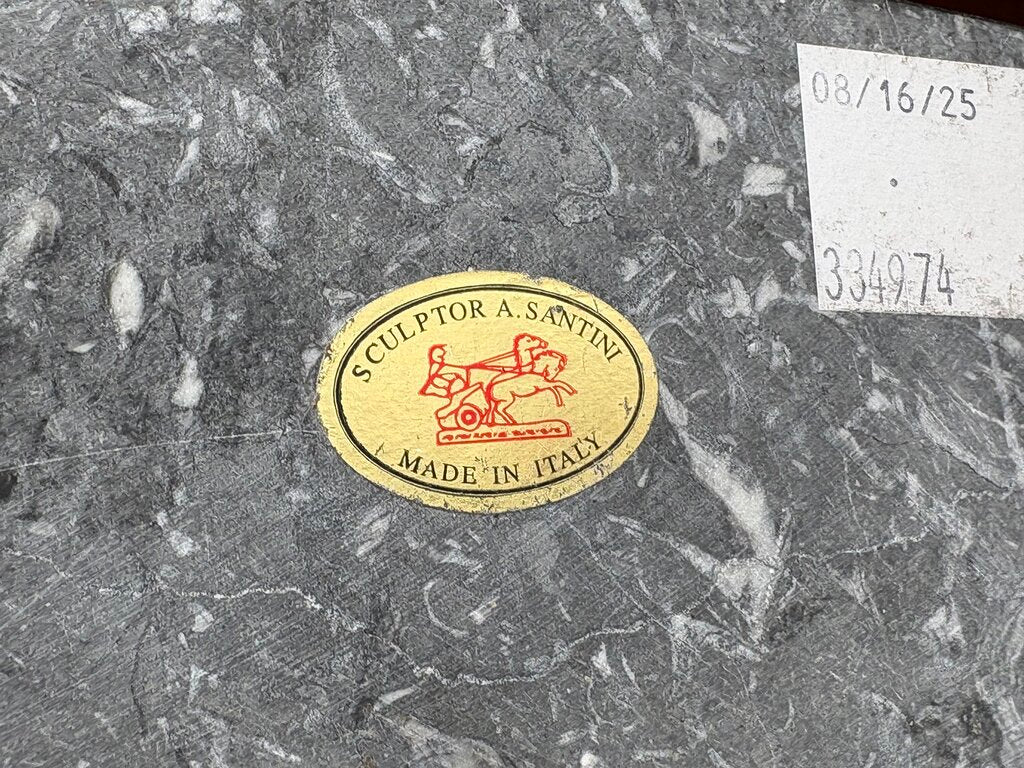 08/16/25
334974
SCULPTOR A. SANTINI
MADE IN ITALY